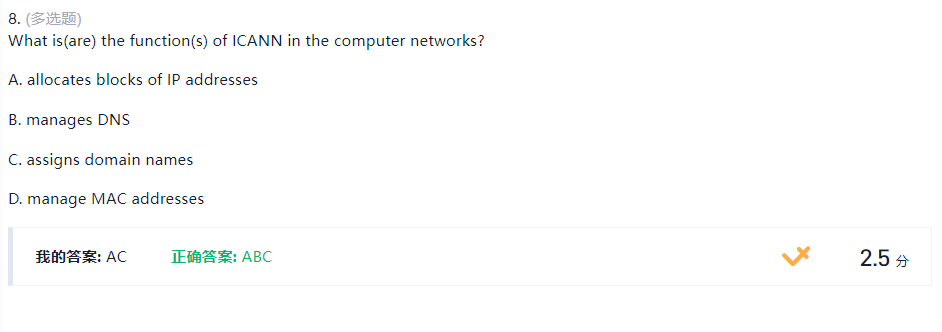 8. (多选题)
What is(are) the function(s) of ICANN in the computer networks?
A. allocates blocks of IP addresses
B. manages DNS
C. assigns domain names
D. manage MAC addresses
我的答案: AC 正确答案: ABC 2.5 分